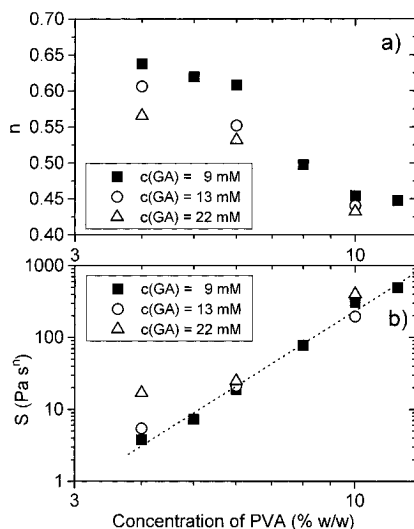 0.70
a)
0.65
0.60
0.55
n
0.50
c(GA) = 9 mM
c(GA) = 13 mM
c(GA) = 22 mM
0.45
0.40
3
10
1000
c(GA) = 9 mM
c(GA) = 13 mM
c(GA) = 22 mM
b)
100
S (Pa sⁿ)
10
1
3
10
Concentration of PVA (% w/w)